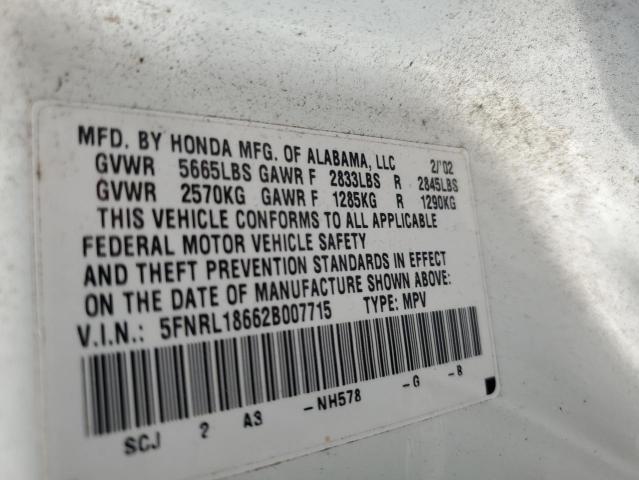 MFD. BY HONDA MFG. OF ALABAMA, LLC 2/'02
GVWR 5665LBS GAWR F 2833LBS R 2845LBS
GVWR 2570KG GAWR F 1285KG R 1290KG
THIS VEHICLE CONFORMS TO ALL APPLICABLE
FEDERAL MOTOR VEHICLE SAFETY
AND THEFT PREVENTION STANDARDS IN EFFECT
ON THE DATE OF MANUFACTURE SHOWN ABOVE:
V.I.N.: 5FNRL18662B007715 TYPE: MPV
SCJ 2 A3 -NH578 -G -8